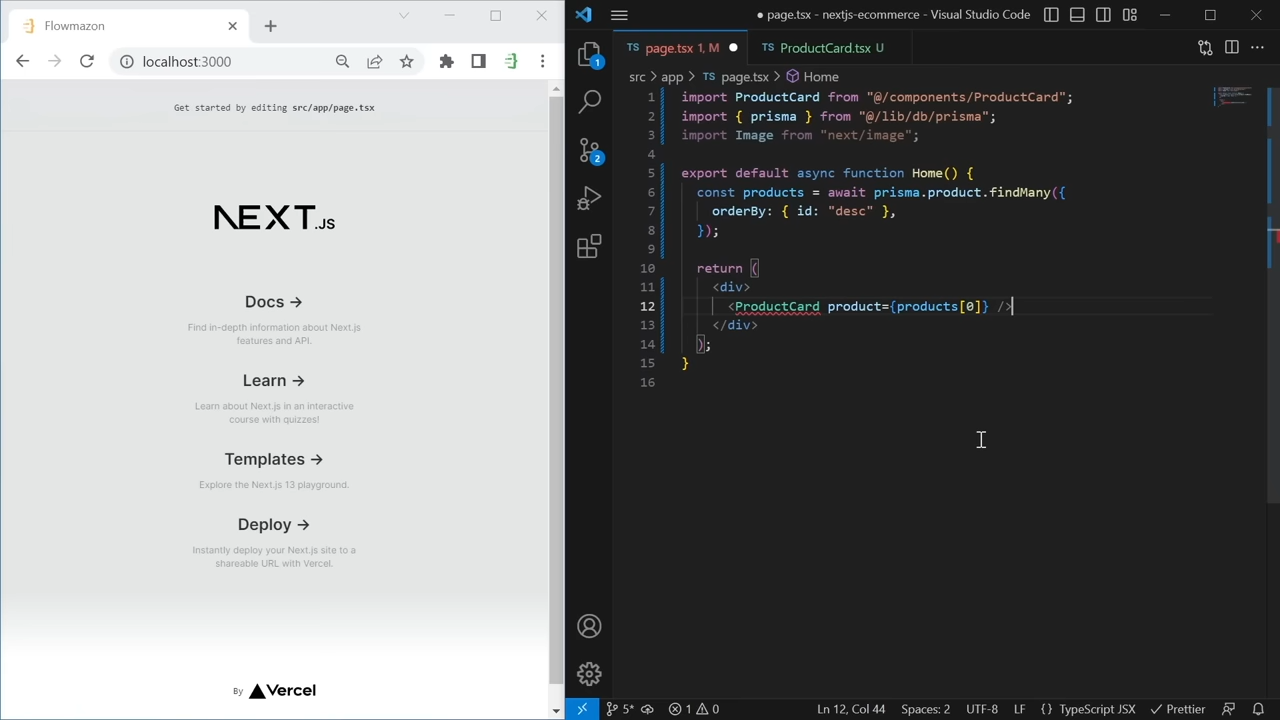 Flowmazon
localhost:3000
Get started by editing src/app/page.tsx
NEXT.JS
Docs →
Find in-depth information about Next.js
features and API.
Learn →
Learn about Next.js in an interactive
course with quizzes!
Templates →
Explore the Next.js 13 playground.
Deploy →
Instantly deploy your Next.js site to a
shareable URL with Vercel.
By ▲Vercel
● page.tsx - nextjs-ecommerce - Visual Studio Code
TS page.tsx 1, M ●
TS ProductCard.tsx U
src > app > TS page.tsx > Home
1 import ProductCard from "@/components/ProductCard";
2 import { prisma } from "@/lib/db/prisma";
3 import Image from "next/image";
4
5 export default async function Home() {
6 const products = await prisma.product.findMany({
7 orderBy: { id: "desc" },
8 });
9
10 return (
11 <div>
12 <ProductCard product={products[0]} />
13 </div>
14 );
15 }
16
1
2
5* 1 0 Ln 12, Col 44 Spaces: 2 UTF-8 LF {} TypeScript JSX Prettier